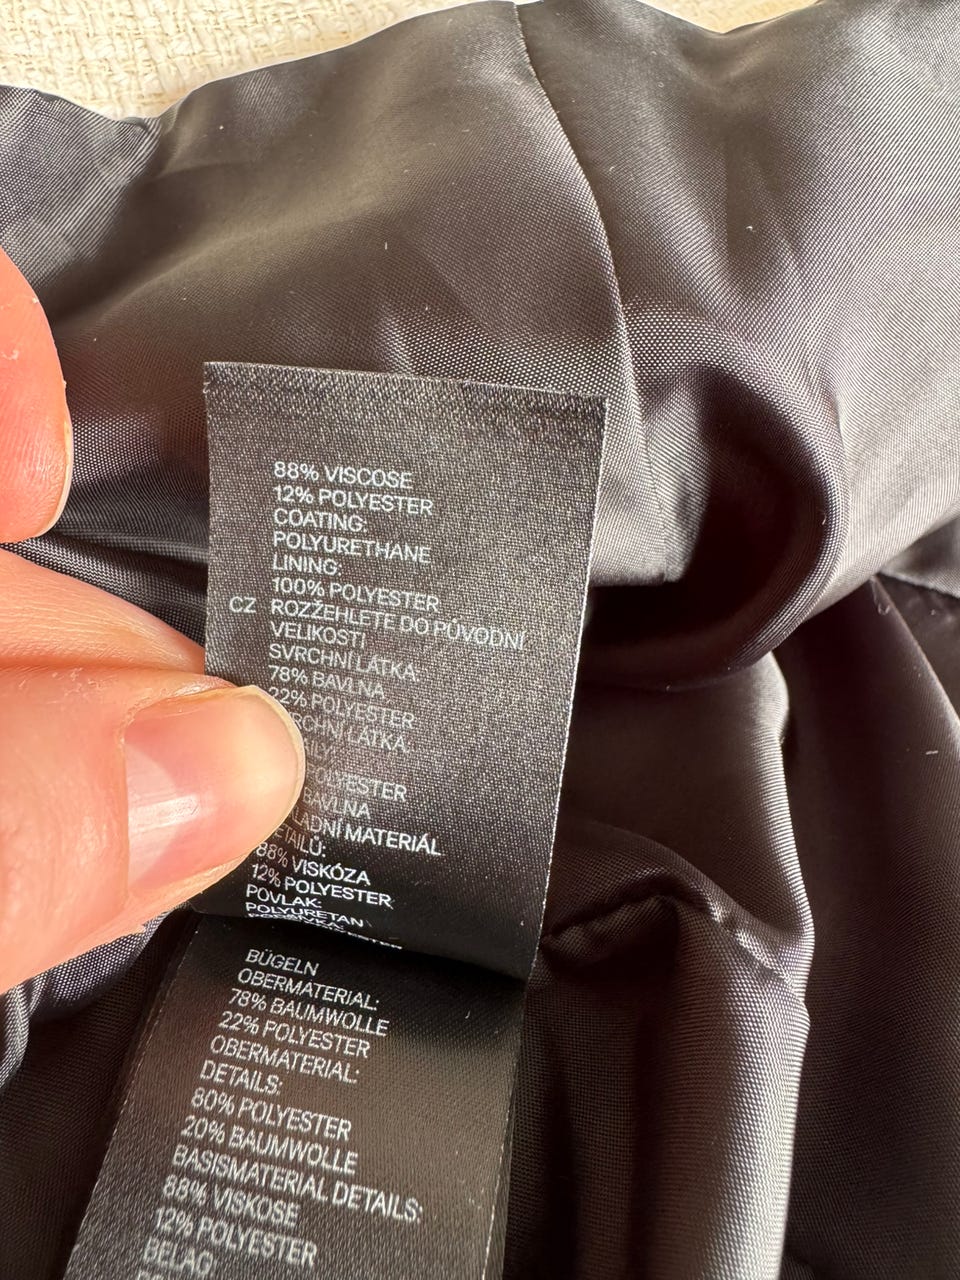 88% VISCOSE
12% POLYESTER
COATING:
POLYURETHANE
LINING:
100% POLYESTER
CZ ROZŽEHLETE DO PŮVODNÍ
VELIKOSTI
SVRCHNÍ LÁTKA:
78% BAVLNA
22% POLYESTER
LÁTKA:
POLYESTER
BAVLNA
MATERIÁL
88% VISKÓZA
12% POLYESTER
POVLAK:
POLYURETAN
BÜGELN
OBERMATERIAL:
78% BAUMWOLLE
22% POLYESTER
OBERMATERIAL:
DETAILS:
80% POLYESTER
20% BAUMWOLLE
BASISMATERIAL DETAILS:
88% VISKOSE
12% POLYESTER
BELAG